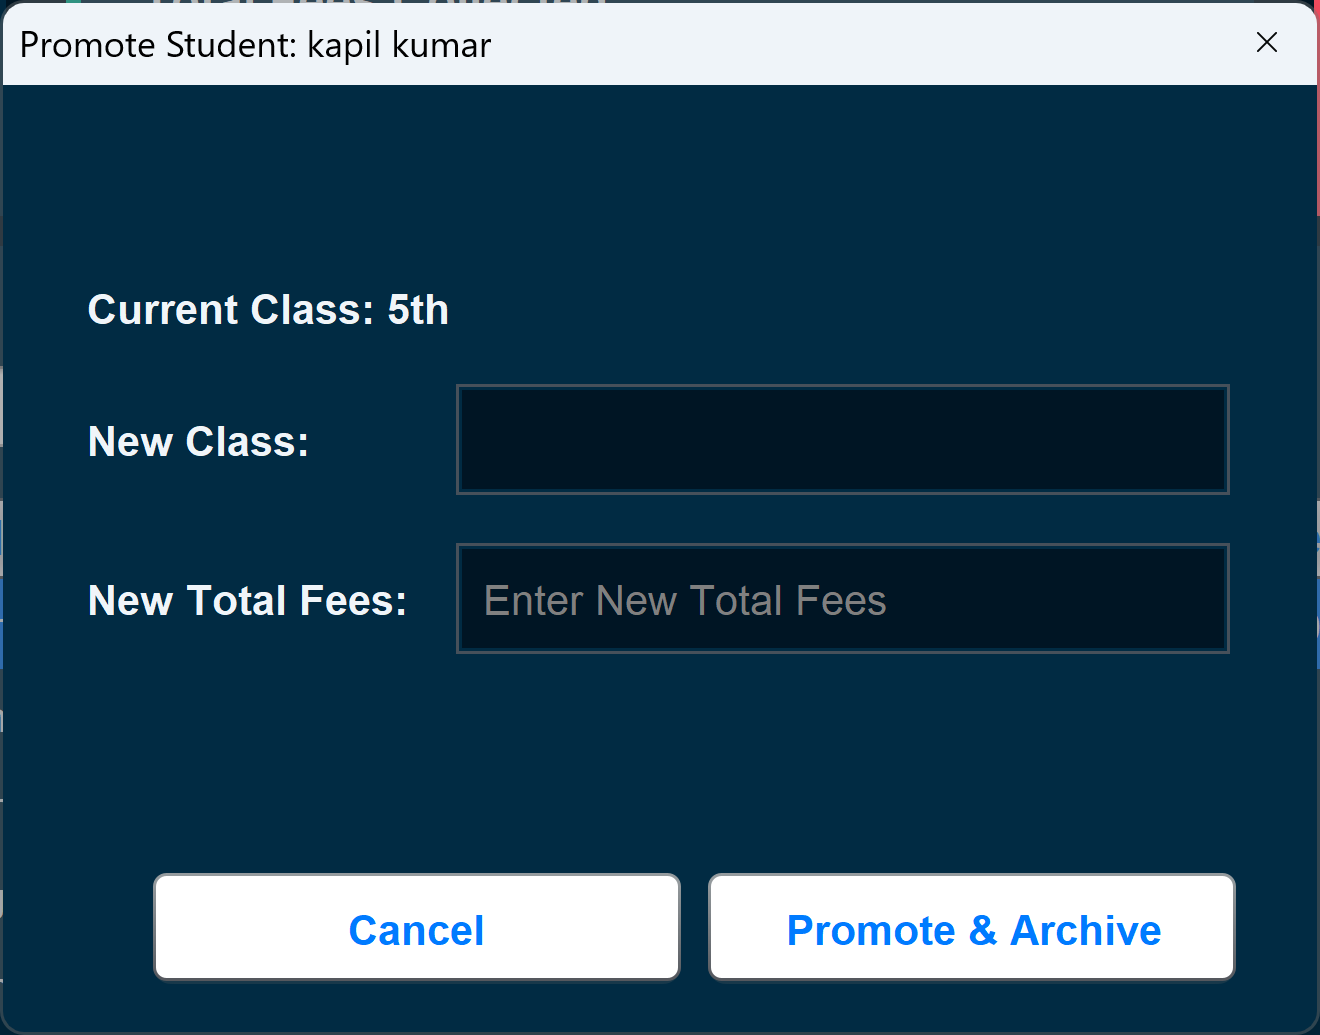 Promote Student: kapil kumar
Current Class: 5th
New Class:
New Total Fees:
Enter New Total Fees
Cancel
Promote & Archive